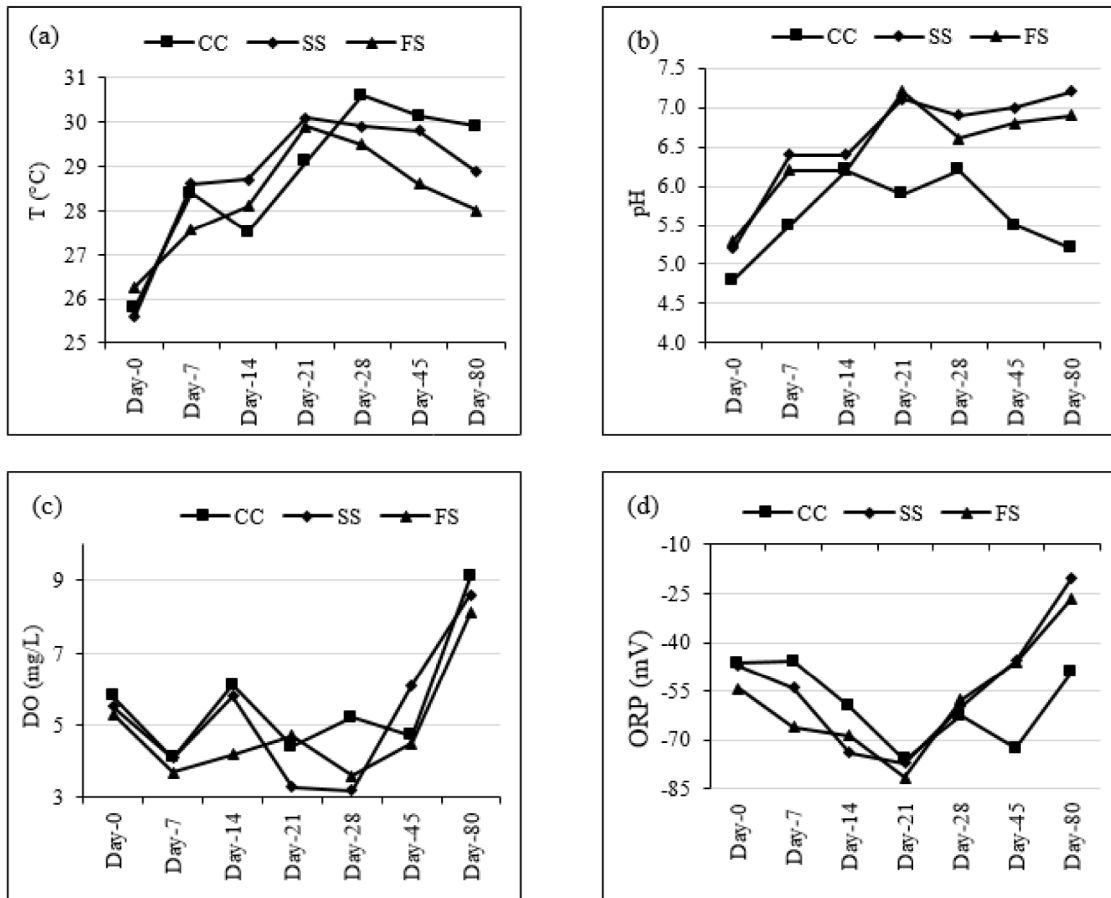 (a)
CC SS FS
T (°C)
31
30
29
28
27
26
25
Day-0
Day-7
Day-14
Day-21
Day-28
Day-45
Day-80
(b)
CC SS FS
pH
7.5
7.0
6.5
6.0
5.5
5.0
4.5
4.0
Day-0
Day-7
Day-14
Day-21
Day-28
Day-45
Day-80
(c)
CC SS FS
DO (mg/L)
9
7
5
3
Day-0
Day-7
Day-14
Day-21
Day-28
Day-45
Day-80
(d)
CC SS FS
ORP (mV)
-10
-25
-40
-55
-70
-85
Day-0
Day-7
Day-14
Day-21
Day-28
Day-45
Day-80